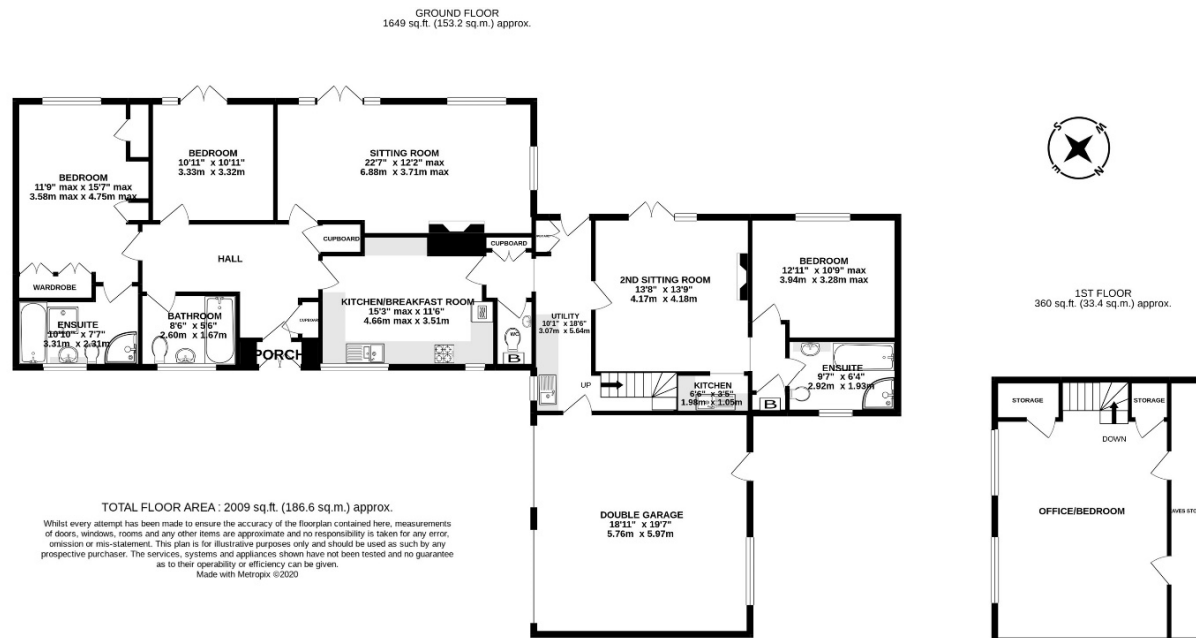 GROUND FLOOR
1649 sq.ft. (153.2 sq.m.) approx.
BEDROOM
11'9" max x 15'7" max
3.58m max x 4.75m max
BEDROOM
10'11" x 10'11"
3.33m x 3.32m
SITTING ROOM
22'7" x 12'2" max
6.88m x 3.71m max
CUPBOARD
HALL
CUPBOARD
WARDROBE
ENSUITE
10'10" x 7'7"
3.31m x 2.31m
BATHROOM
8'6" x 5'6"
2.60m x 1.67m
CUPBOARD
PORCH
KITCHEN/BREAKFAST ROOM
15'3" max x 11'6"
4.66m max x 3.51m
WC
B
UTILITY
10'1" x 18'6"
3.07m x 5.64m
2ND SITTING ROOM
13'8" x 13'9"
4.17m x 4.18m
BEDROOM
12'11" x 10'9" max
3.94m x 3.28m max
UP
KITCHEN
6'6" x 3'5"
1.98m x 1.05m
B
ENSUITE
9'7" x 6'4"
2.92m x 1.93m
DOUBLE GARAGE
18'11" x 19'7"
5.76m x 5.97m
S
W
N
E
1ST FLOOR
360 sq.ft. (33.4 sq.m.) approx.
STORAGE
STORAGE
DOWN
OFFICE/BEDROOM
AVES STO
TOTAL FLOOR AREA : 2009 sq.ft. (186.6 sq.m.) approx.
Whilst every attempt has been made to ensure the accuracy of the floorplan contained here, measurements
of doors, windows, rooms and any other items are approximate and no responsibility is taken for any error,
omission or mis-statement. This plan is for illustrative purposes only and should be used as such by any
prospective purchaser. The services, systems and appliances shown have not been tested and no guarantee
as to their operability or efficiency can be given.
Made with Metropix ©2020